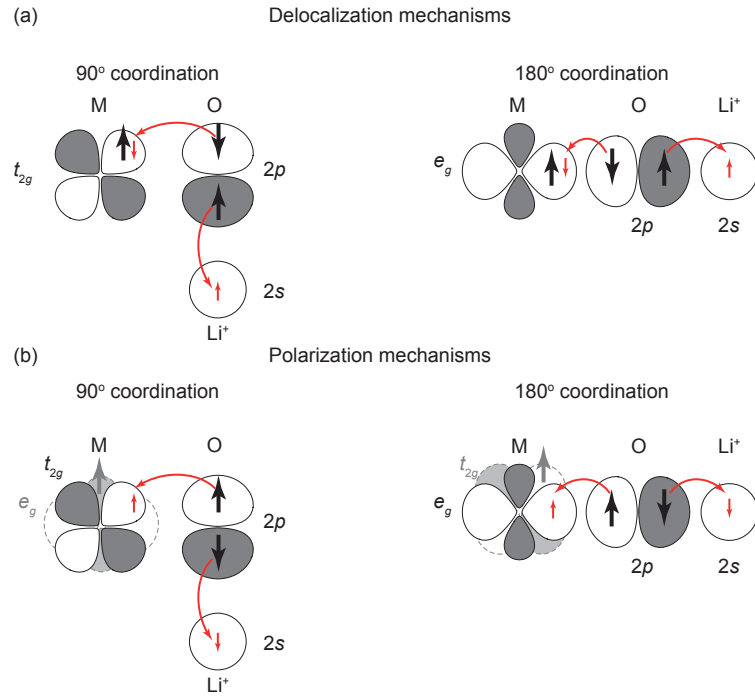 (a) Delocalization mechanisms
90° coordination 180° coordination
M O M O Li⁺
t2g 2p eg
2p 2s
2s
Li⁺
(b) Polarization mechanisms
90° coordination 180° coordination
M O M O Li⁺
t2g t2g
eg 2p eg
2p 2s
2s
Li⁺